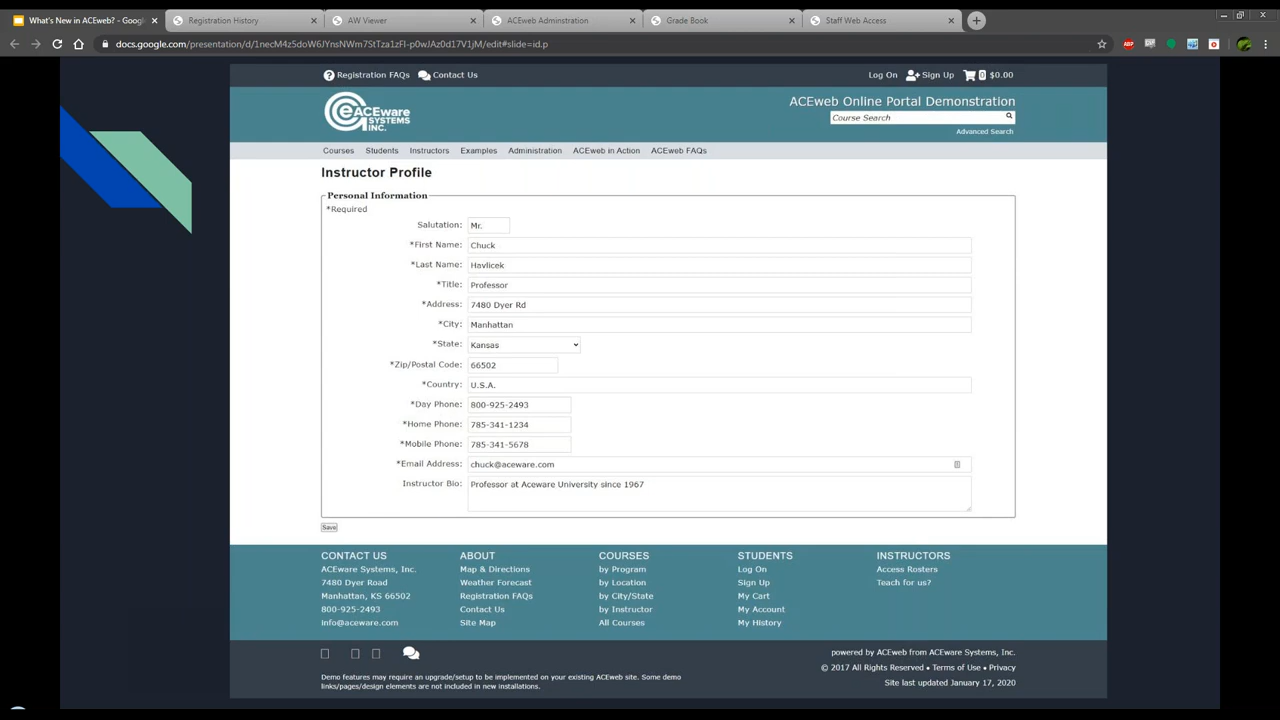 What's New in ACEweb? - Googl
Registration History
AW Viewer
ACEweb Adminstration
Grade Book
Staff Web Access
docs.google.com/presentation/d/1necM4z5doW6JYnsNWm7StTza1zFI-p0wJAz0d17V1jM/edit#slide=id.p
Registration FAQs
Contact Us
Log On
Sign Up
0
$0.00
ACEware
SYSTEMS
INC.
ACEweb Online Portal Demonstration
Course Search
Advanced Search
Courses
Students
Instructors
Examples
Administration
ACEweb in Action
ACEweb FAQs
Instructor Profile
Personal Information
*Required
Salutation: Mr.
*First Name: Chuck
*Last Name: Havlicek
*Title: Professor
*Address: 7480 Dyer Rd
*City: Manhattan
*State: Kansas
*Zip/Postal Code: 66502
*Country: U.S.A.
*Day Phone: 800-925-2493
*Home Phone: 785-341-1234
*Mobile Phone: 785-341-5678
*Email Address: chuck@aceware.com
Instructor Bio: Professor at Aceware University since 1967
Save
CONTACT US
ACEware Systems, Inc.
7480 Dyer Road
Manhattan, KS 66502
800-925-2493
info@aceware.com
ABOUT
Map & Directions
Weather Forecast
Registration FAQs
Contact Us
Site Map
COURSES
by Program
by Location
by City/State
by Instructor
All Courses
STUDENTS
Log On
Sign Up
My Cart
My Account
My History
INSTRUCTORS
Access Rosters
Teach for us?
powered by ACEweb from ACEware Systems, Inc.
© 2017 All Rights Reserved • Terms of Use • Privacy
Site last updated January 17, 2020
Demo features may require an upgrade/setup to be implemented on your existing ACEweb site. Some demo
links/pages/design elements are not included in new installations.